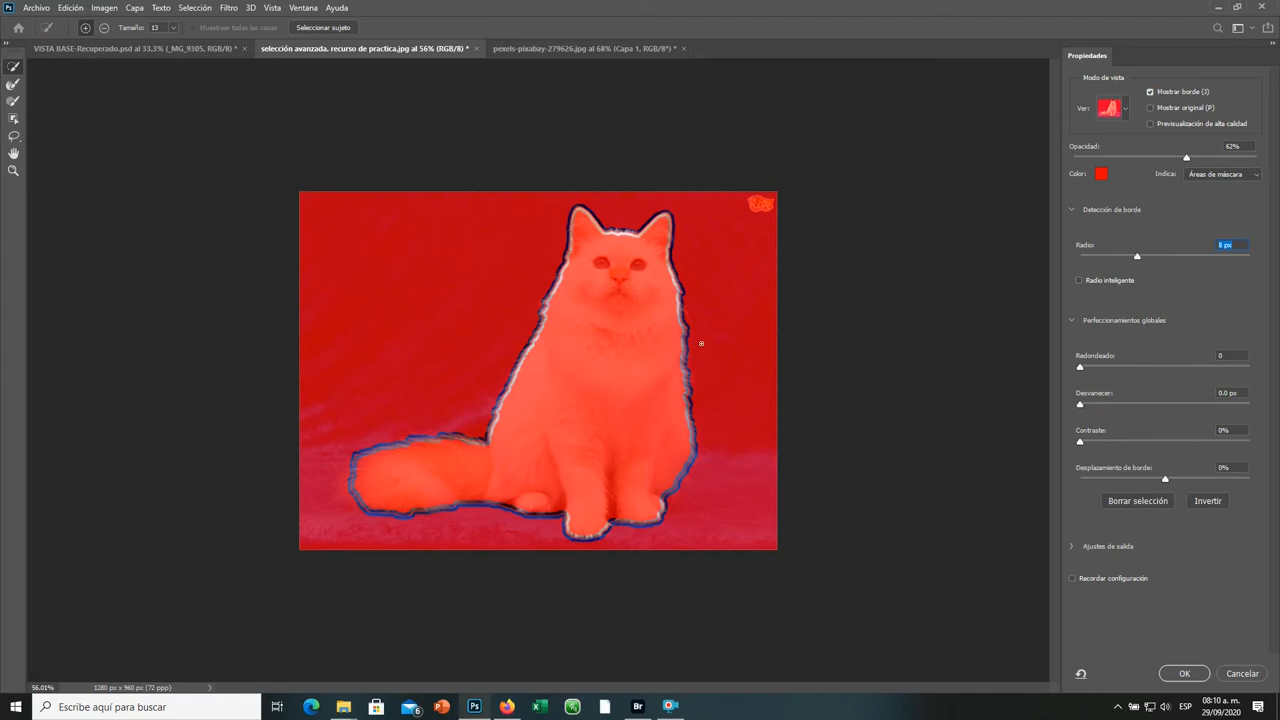 Archivo Edición Imagen Capa Texto Selección Filtro 3D Vista Ventana Ayuda
Tamaño: 13 Muestrear todas las capas Seleccionar sujeto
VISTA BASE-Recuperado.psd al 33.3% (_MG_9305, RGB/8) * × selección avanzada. recurso de practica.jpg al 56% (RGB/8) * × pexels-pixabay-279626.jpg al 68% (Capa 1, RGB/8*) * ×
Propiedades
Modo de vista
Mostrar borde (J)
Ver:
Mostrar original (P)
Previsualización de alta calidad
Opacidad: 62%
Color: Indica: Áreas de máscara
Detección de borde
Radio: 8 px
Radio inteligente
Perfeccionamientos globales
Redondeado: 0
Desvanecer: 0.0 px
Contraste: 0%
Desplazamiento de borde: 0%
Borrar selección Invertir
Ajustes de salida
Recordar configuración
OK Cancelar
56.01% 1280 px x 960 px (72 ppp)
Escribe aquí para buscar
ESP
08:10 a. m.
29/09/2020